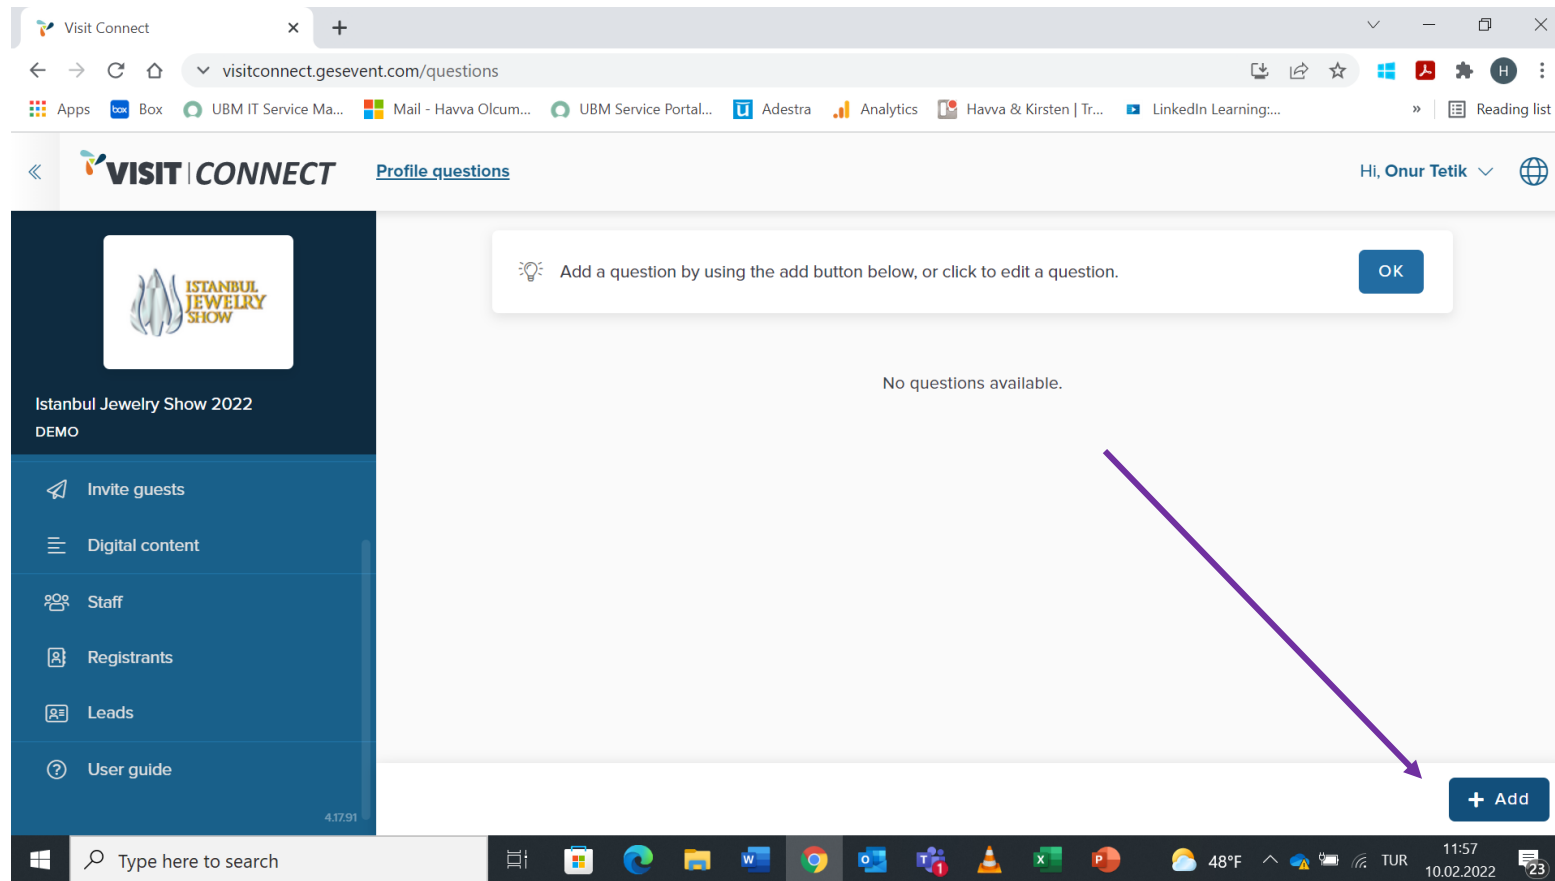 Visit Connect
visitconnect.gesevent.com/questions
H
Apps
box
Box
UBM IT Service Ma...
Mail - Havva Olcum...
UBM Service Portal...
Adestra
Analytics
Havva & Kirsten | Tr...
LinkedIn Learning:...
»
Reading list
VISIT | CONNECT
Profile questions
Hi, Onur Tetik
ISTANBUL
JEWELRY
SHOW
Istanbul Jewelry Show 2022
DEMO
Add a question by using the add button below, or click to edit a question.
OK
No questions available.
Invite guests
Digital content
Staff
Registrants
Leads
User guide
4.17.91
+ Add
Type here to search
1
48°F
TUR
11:57
10.02.2022
23